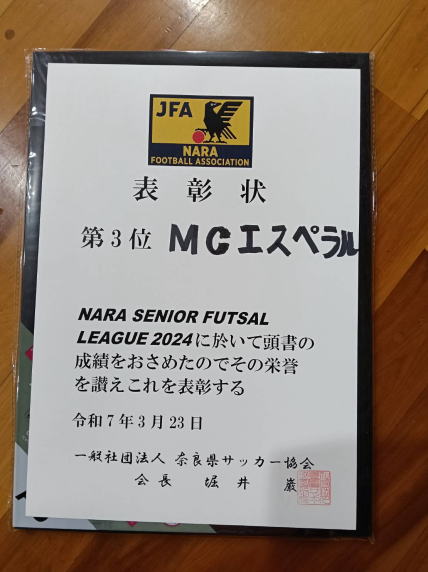 JFA
NARA
FOOTBALL ASSOCIATION
表彰状
第3位 MCエスペラル
NARA SENIOR FUTSAL
LEAGUE 2024に於いて頭書の
成績をおさめたのでその栄誉
を讃えこれを表彰する
令和7年3月23日
一般社団法人 奈良県サッカー協会
会長 堀井 巌